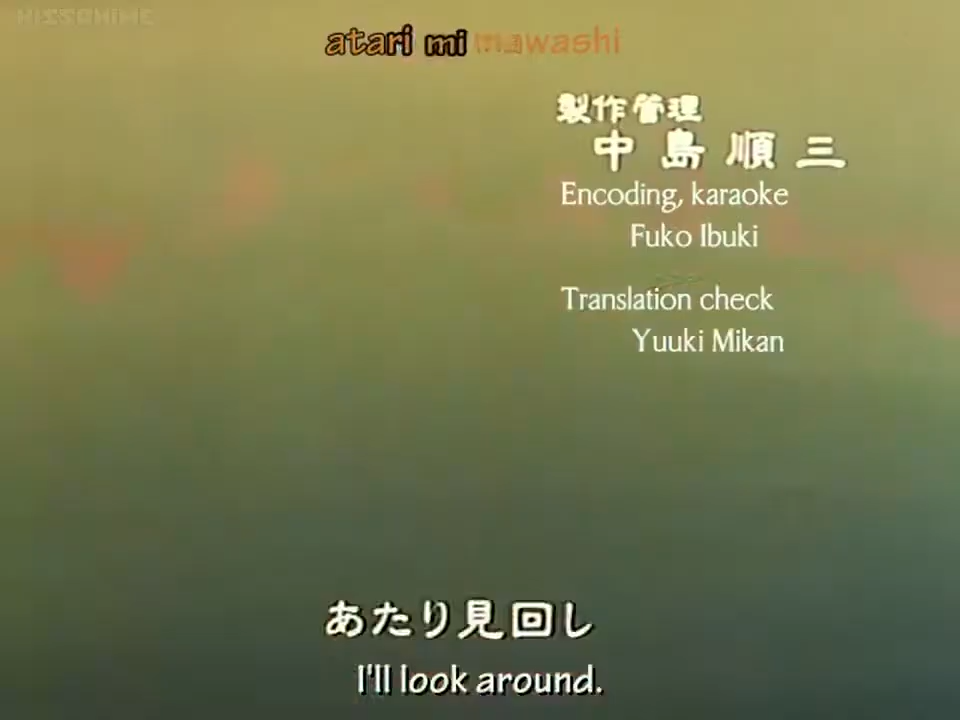 KISSANIME
atari mi mawashi
製作管理
中島順三
Encoding, karaoke
Fuko Ibuki
Translation check
Yuuki Mikan
あたり見回し
I'll look around.